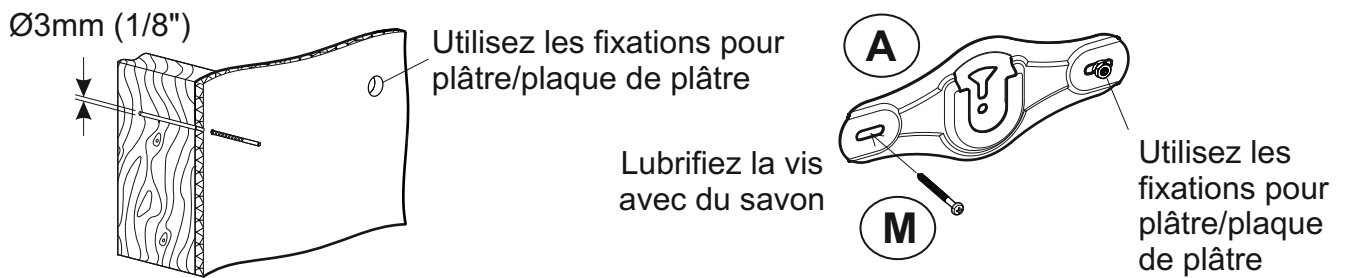 Ø3mm (1/8")
Utilisez les fixations pour
plâtre/plaque de plâtre
A
Lubrifiez la vis
avec du savon
M
Utilisez les
fixations pour
plâtre/plaque
de plâtre